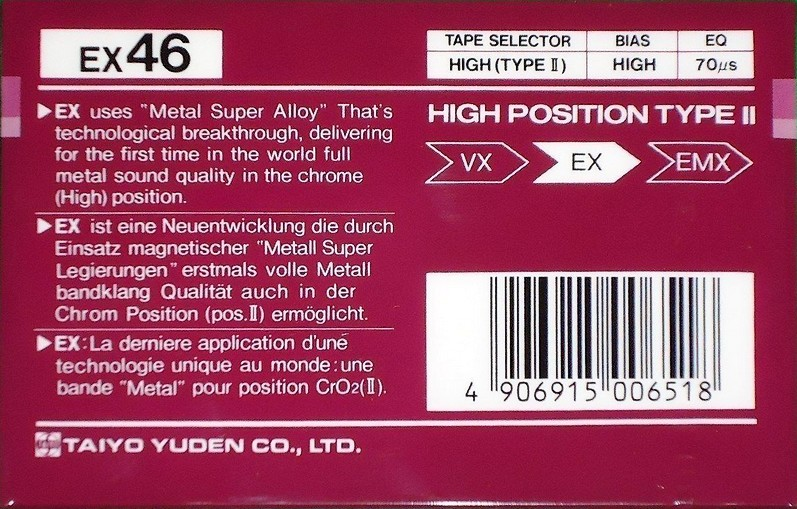 EX46
TAPE SELECTOR BIAS EQ
HIGH (TYPE II) HIGH 70μs
▶EX uses "Metal Super Alloy" That's
technological breakthrough, delivering
for the first time in the world full
metal sound quality in the chrome
(High) position.
▶EX ist eine Neuentwicklung die durch
Einsatz magnetischer "Metall Super
Legierungen" erstmals volle Metall
bandklang Qualität auch in der
Chrom Position (pos.II) ermöglicht.
▶EX:La derniere application d'uné
technologie unique au monde:une
bande "Metal" pour position CrO2(II).
HIGH POSITION TYPE II
VX EX EMX
4 906915 006518
TAIYO YUDEN CO., LTD.